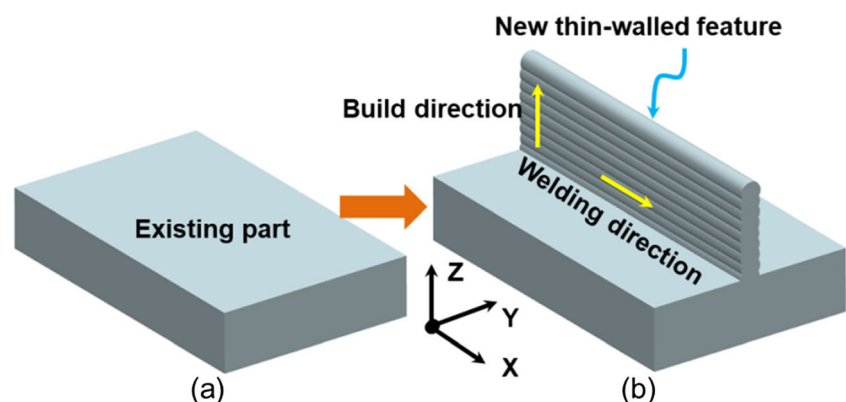 New thin-walled feature
Build direction
Welding direction
Existing part
Z
Y
X
(a)
(b)